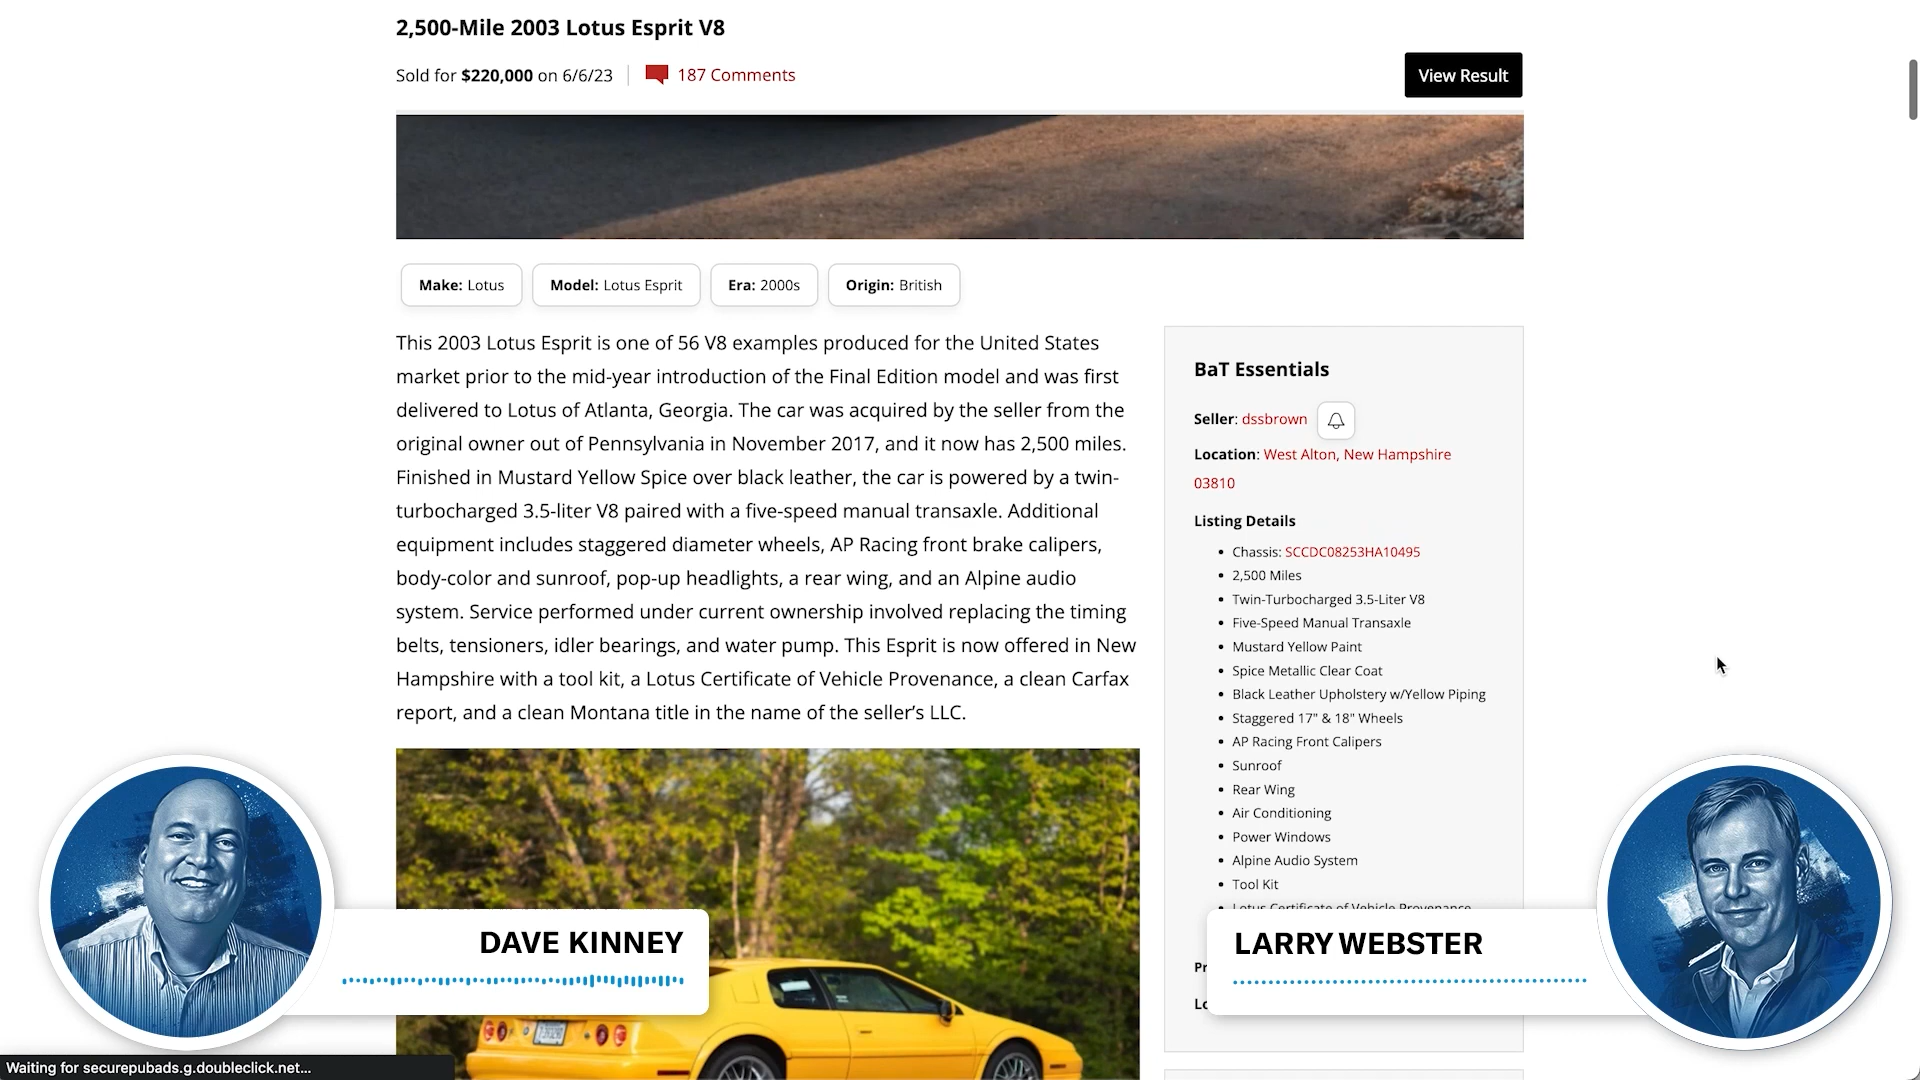 2,500-Mile 2003 Lotus Esprit V8
Sold for $220,000 on 6/6/23
187 Comments
View Result
Make: Lotus
Model: Lotus Esprit
Era: 2000s
Origin: British
This 2003 Lotus Esprit is one of 56 V8 examples produced for the United States
market prior to the mid-year introduction of the Final Edition model and was first
delivered to Lotus of Atlanta, Georgia. The car was acquired by the seller from the
original owner out of Pennsylvania in November 2017, and it now has 2,500 miles.
Finished in Mustard Yellow Spice over black leather, the car is powered by a twin-
turbocharged 3.5-liter V8 paired with a five-speed manual transaxle. Additional
equipment includes staggered diameter wheels, AP Racing front brake calipers,
body-color and sunroof, pop-up headlights, a rear wing, and an Alpine audio
system. Service performed under current ownership involved replacing the timing
belts, tensioners, idler bearings, and water pump. This Esprit is now offered in New
Hampshire with a tool kit, a Lotus Certificate of Vehicle Provenance, a clean Carfax
report, and a clean Montana title in the name of the seller’s LLC.
BaT Essentials
Seller: dssbrown
Location: West Alton, New Hampshire
03810
Listing Details
Chassis: SCCDC08253HA10495
2,500 Miles
Twin-Turbocharged 3.5-Liter V8
Five-Speed Manual Transaxle
Mustard Yellow Paint
Spice Metallic Clear Coat
Black Leather Upholstery w/Yellow Piping
Staggered 17" & 18" Wheels
AP Racing Front Calipers
Sunroof
Rear Wing
Air Conditioning
Power Windows
Alpine Audio System
Tool Kit
Lotus Certificate of Vehicle Provenance
DAVE KINNEY
LARRY WEBSTER
Waiting for securepubads.g.doubleclick.net...